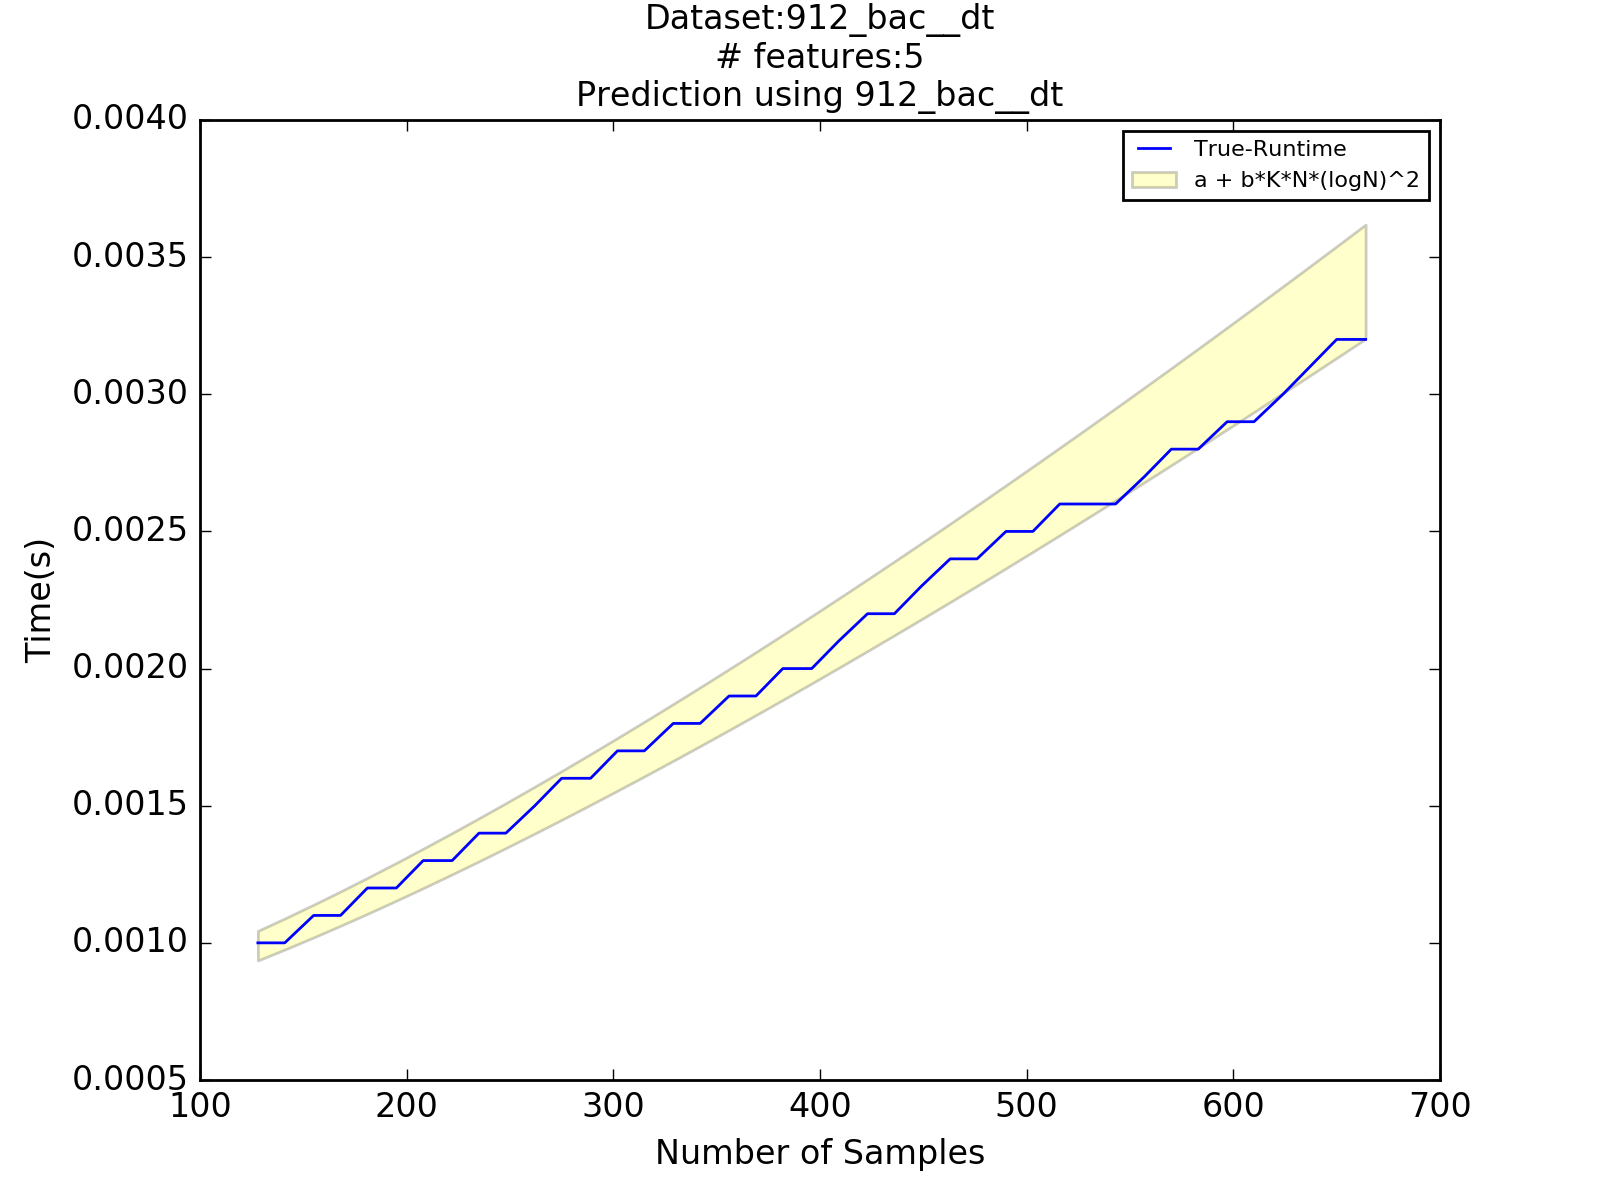 Dataset:912_bac__dt
# features:5
Prediction using 912_bac__dt
0.0040
0.0035
0.0030
0.0025
0.0020
0.0015
0.0010
0.0005
Time(s)
True-Runtime
a + b*K*N*(logN)^2
100 200 300 400 500 600 700
Number of Samples